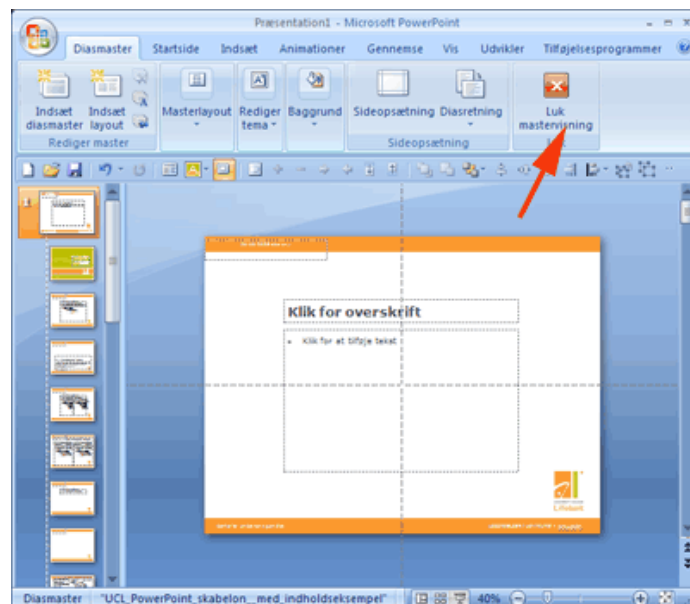 Præsentation1 - Microsoft PowerPoint
Diasmaster Startside Indsæt Animationer Gennemse Vis Udvikler Tilføjelsesprogrammer
Indsæt diasmaster
Indsæt layout
Masterlayout
Rediger tema
Baggrund
Sideopsætning
Diasretning
Luk mastervisning
Rediger master
Sideopsætning
Klik for overskrift
Klik for at tilføje tekst
Lillebælt
Diasmaster "UCL_PowerPoint_skabelon__med_indholdseksempel" 40%